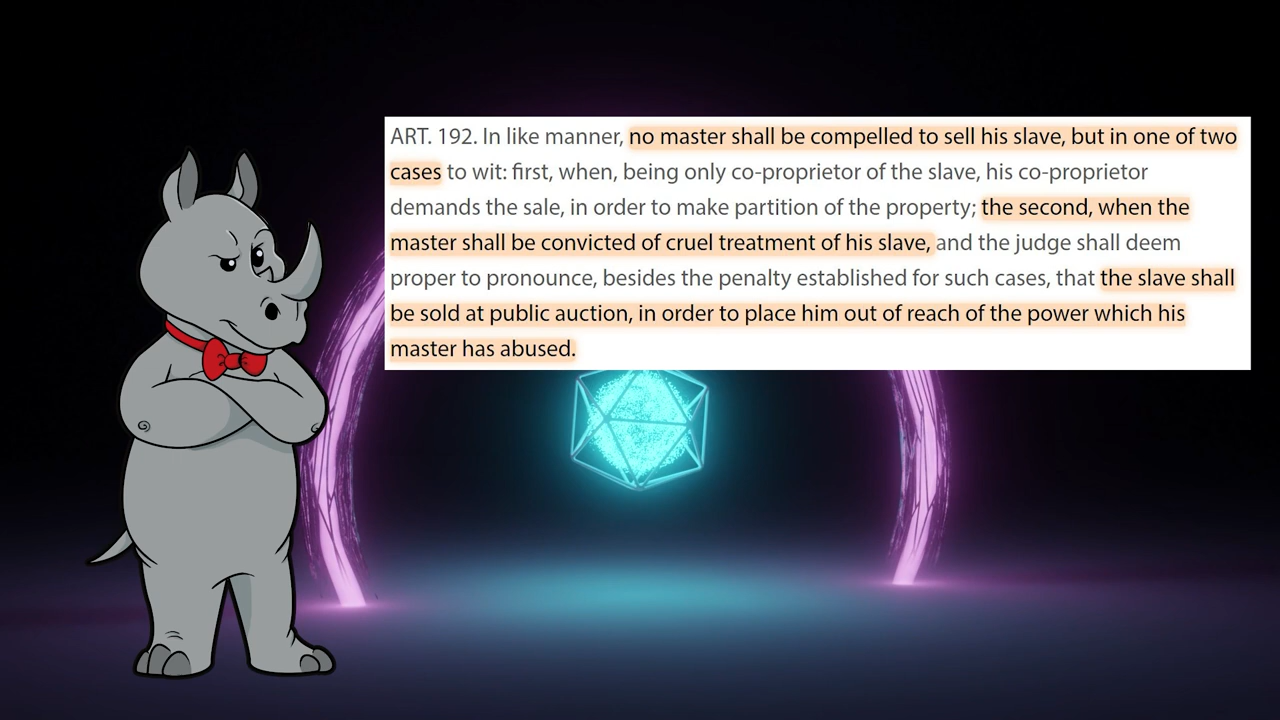 ART. 192. In like manner, no master shall be compelled to sell his slave, but in one of two
cases to wit: first, when, being only co-proprietor of the slave, his co-proprietor
demands the sale, in order to make partition of the property; the second, when the
master shall be convicted of cruel treatment of his slave, and the judge shall deem
proper to pronounce, besides the penalty established for such cases, that the slave shall
be sold at public auction, in order to place him out of reach of the power which his
master has abused.